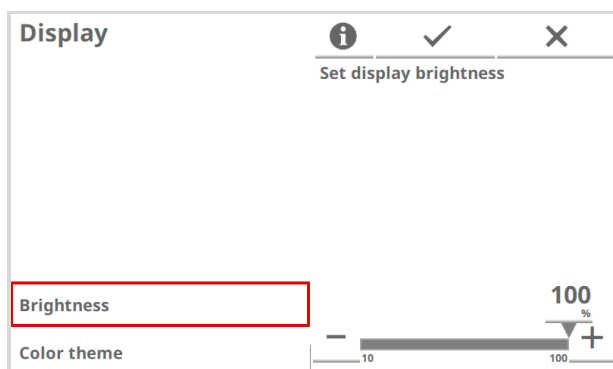 Display
Set display brightness
Brightness
100
%
− +
10 100
Color theme